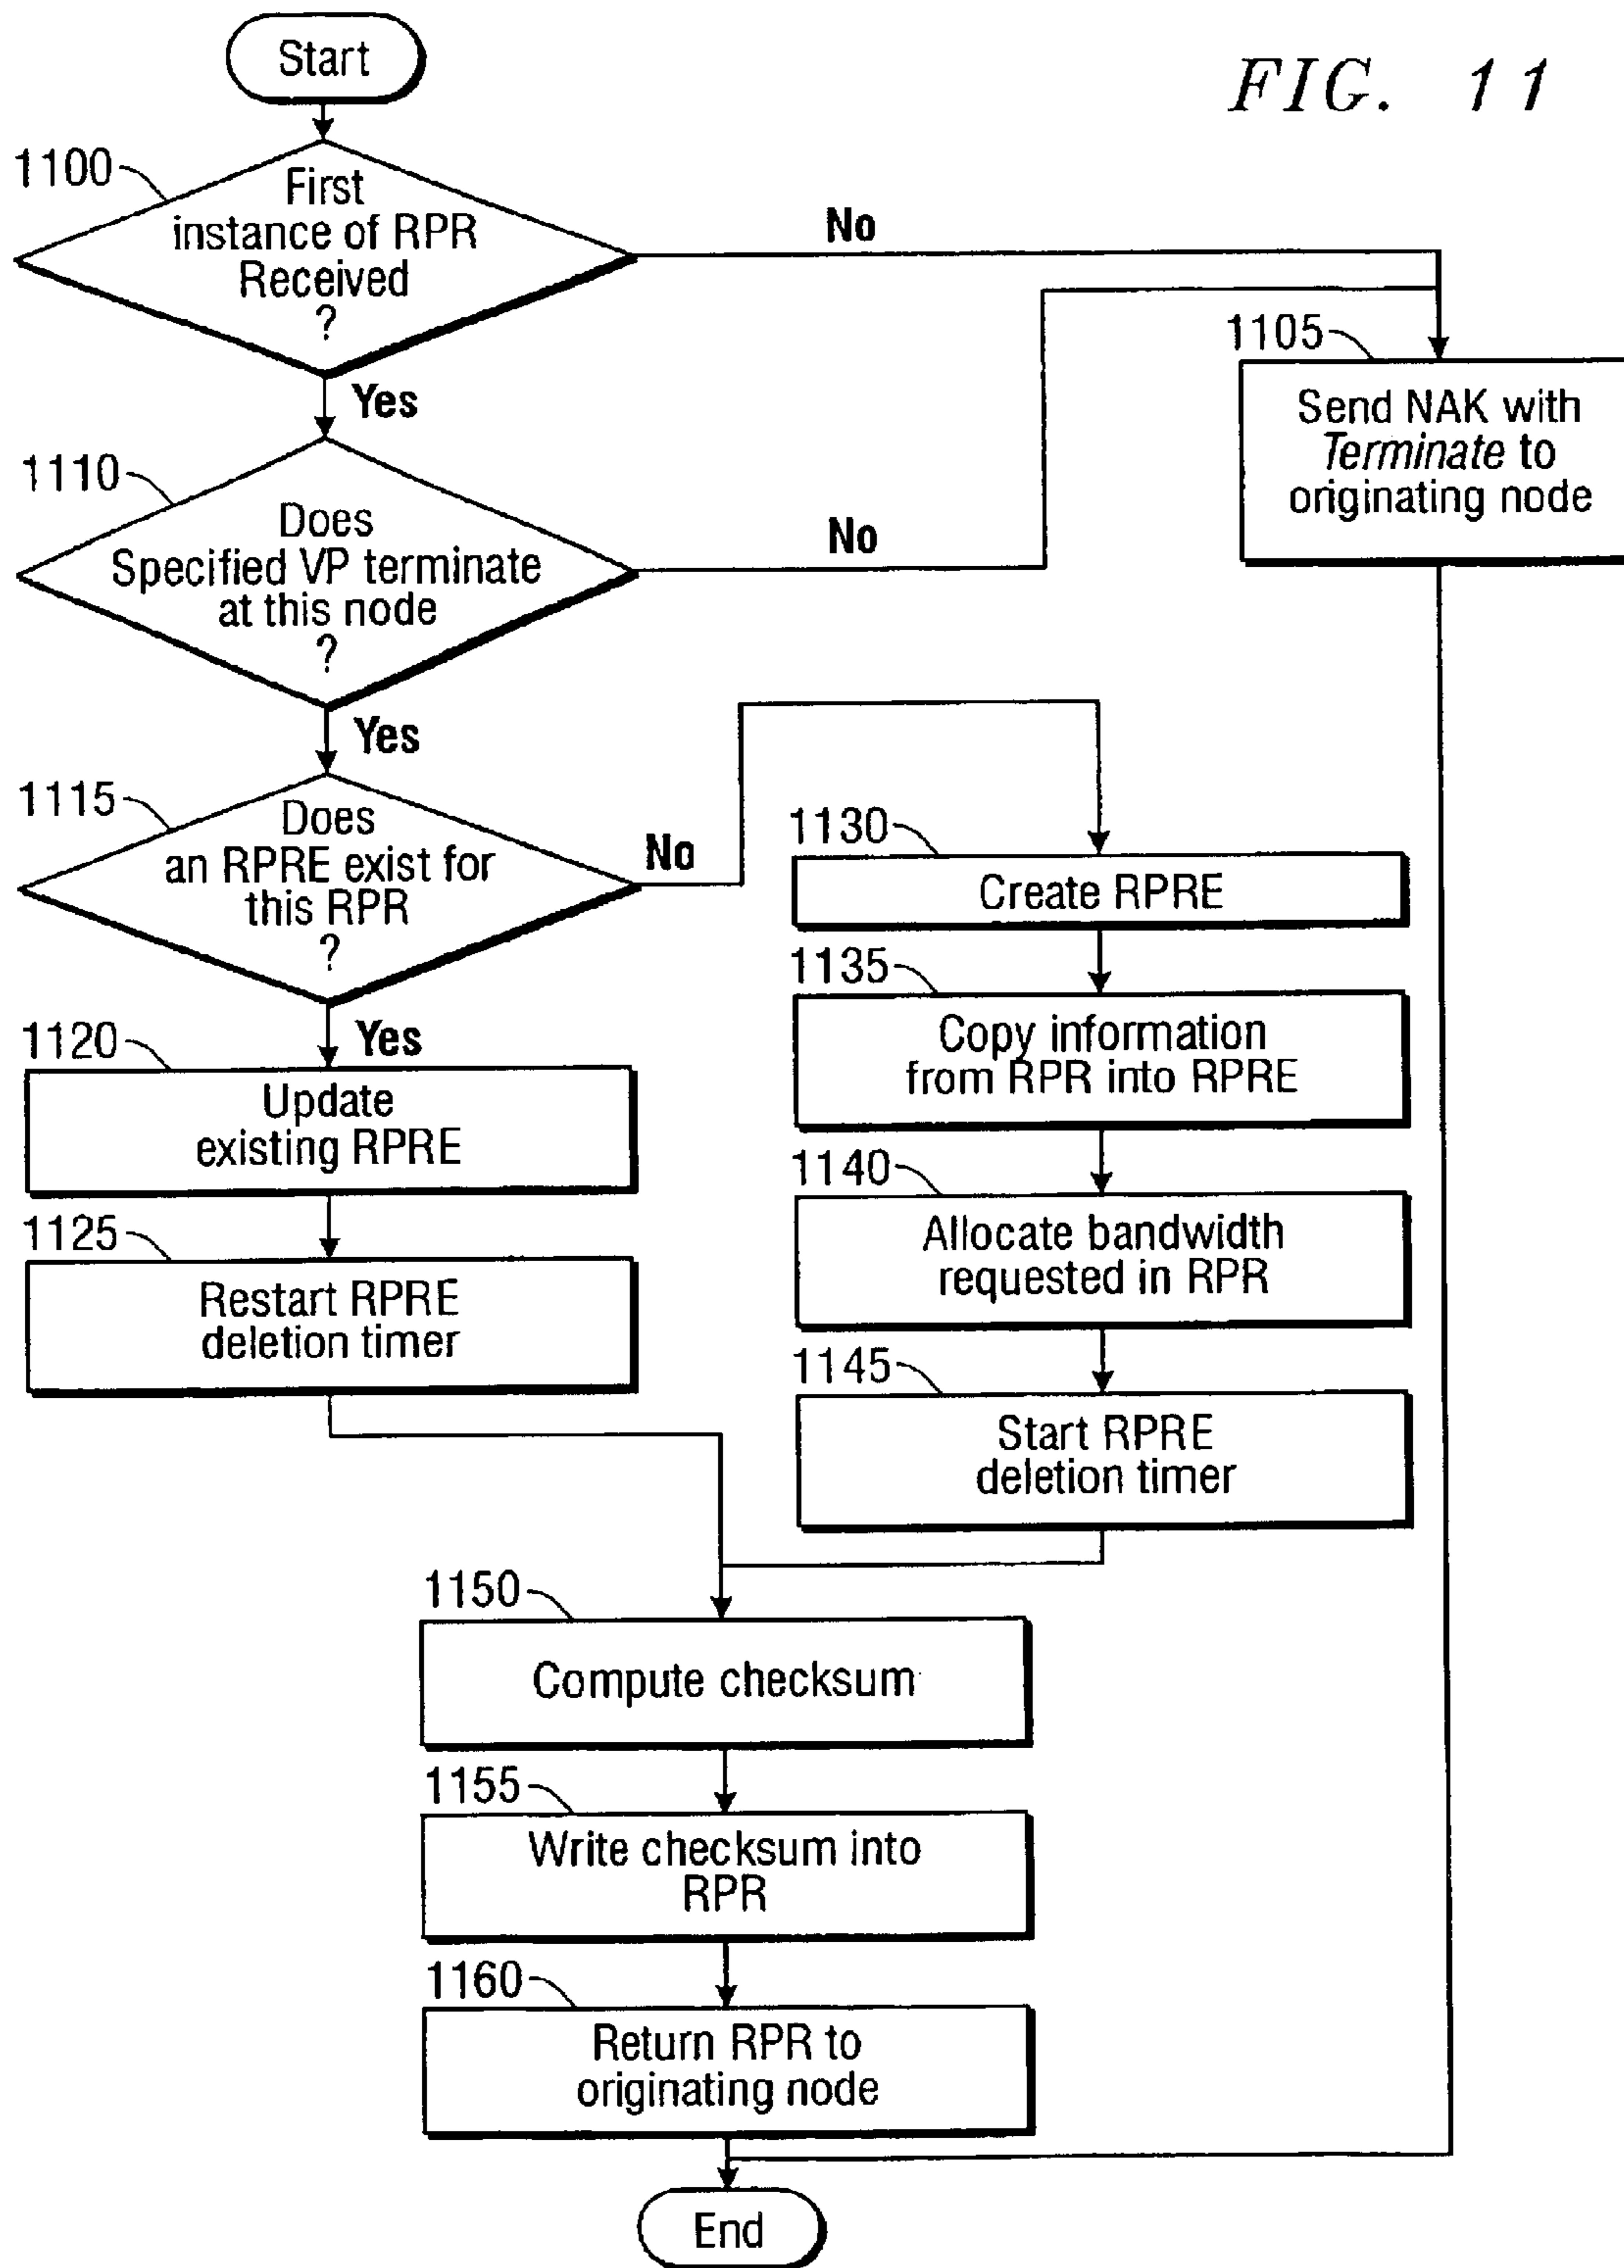 FIG. 11
Start
1100
First
instance of RPR
Received
?
No
Yes
1105
Send NAK with
Terminate to
originating node
1110
Does
Specified VP terminate
at this node
?
No
Yes
1115
Does
an RPRE exist for
this RPR
?
No
Yes
1120
Update
existing RPRE
1125
Restart RPRE
deletion timer
1130
Create RPRE
1135
Copy information
from RPR into RPRE
1140
Allocate bandwidth
requested in RPR
1145
Start RPRE
deletion timer
1150
Compute checksum
1155
Write checksum into
RPR
1160
Return RPR to
originating node
End